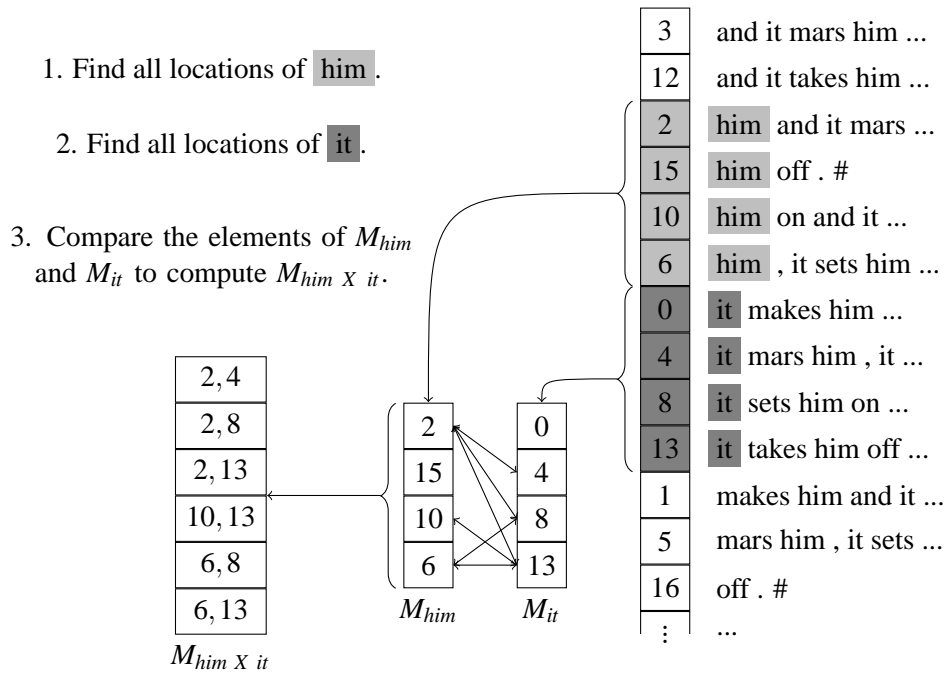 1. Find all locations of him .
2. Find all locations of it .
3. Compare the elements of M_him
and M_it to compute M_him X it.
3 and it mars him ...
12 and it takes him ...
2 him and it mars ...
15 him off . #
10 him on and it ...
6 him , it sets him ...
0 it makes him ...
4 it mars him , it ...
8 it sets him on ...
13 it takes him off ...
1 makes him and it ...
5 mars him , it sets ...
16 off . #
⋮ ...
2, 4
2, 8
2, 13
10, 13
6, 8
6, 13
M_him X it
2
15
10
6
M_him
0
4
8
13
M_it